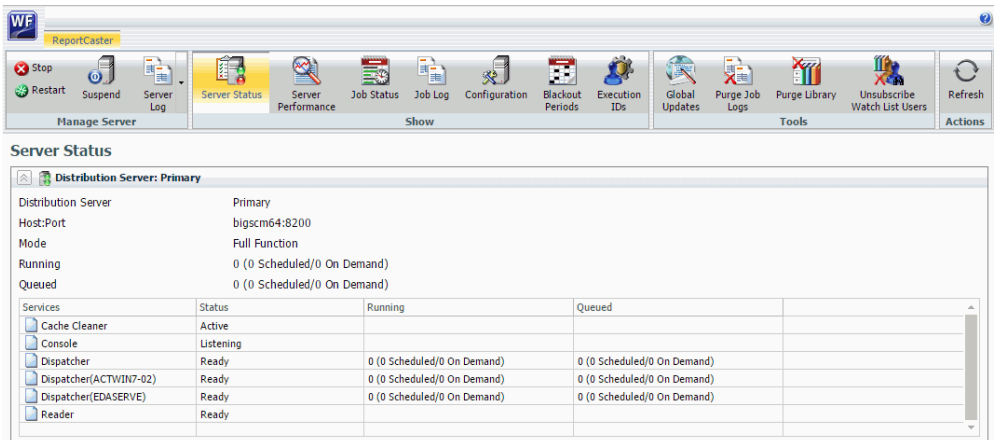 WF
ReportCaster
Stop
Restart
Suspend
Server Log
Server Status
Server Performance
Job Status
Job Log
Configuration
Blackout Periods
Execution IDs
Global Updates
Purge Job Logs
Purge Library
Unsubscribe Watch List Users
Refresh
Manage Server
Show
Tools
Actions
Server Status
Distribution Server: Primary
Distribution Server Primary
Host:Port bigscm64:8200
Mode Full Function
Running 0 (0 Scheduled/0 On Demand)
Queued 0 (0 Scheduled/0 On Demand)
Services Status Running Queued
Cache Cleaner Active
Console Listening
Dispatcher Ready 0 (0 Scheduled/0 On Demand) 0 (0 Scheduled/0 On Demand)
Dispatcher(ACTWIN7-02) Ready 0 (0 Scheduled/0 On Demand) 0 (0 Scheduled/0 On Demand)
Dispatcher(EDASERVE) Ready 0 (0 Scheduled/0 On Demand) 0 (0 Scheduled/0 On Demand)
Reader Ready